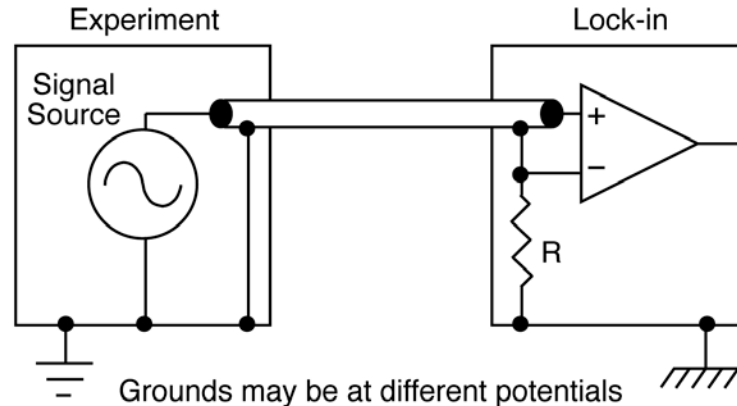 Experiment
Lock-in
Signal
Source
+
−
R
Grounds may be at different potentials